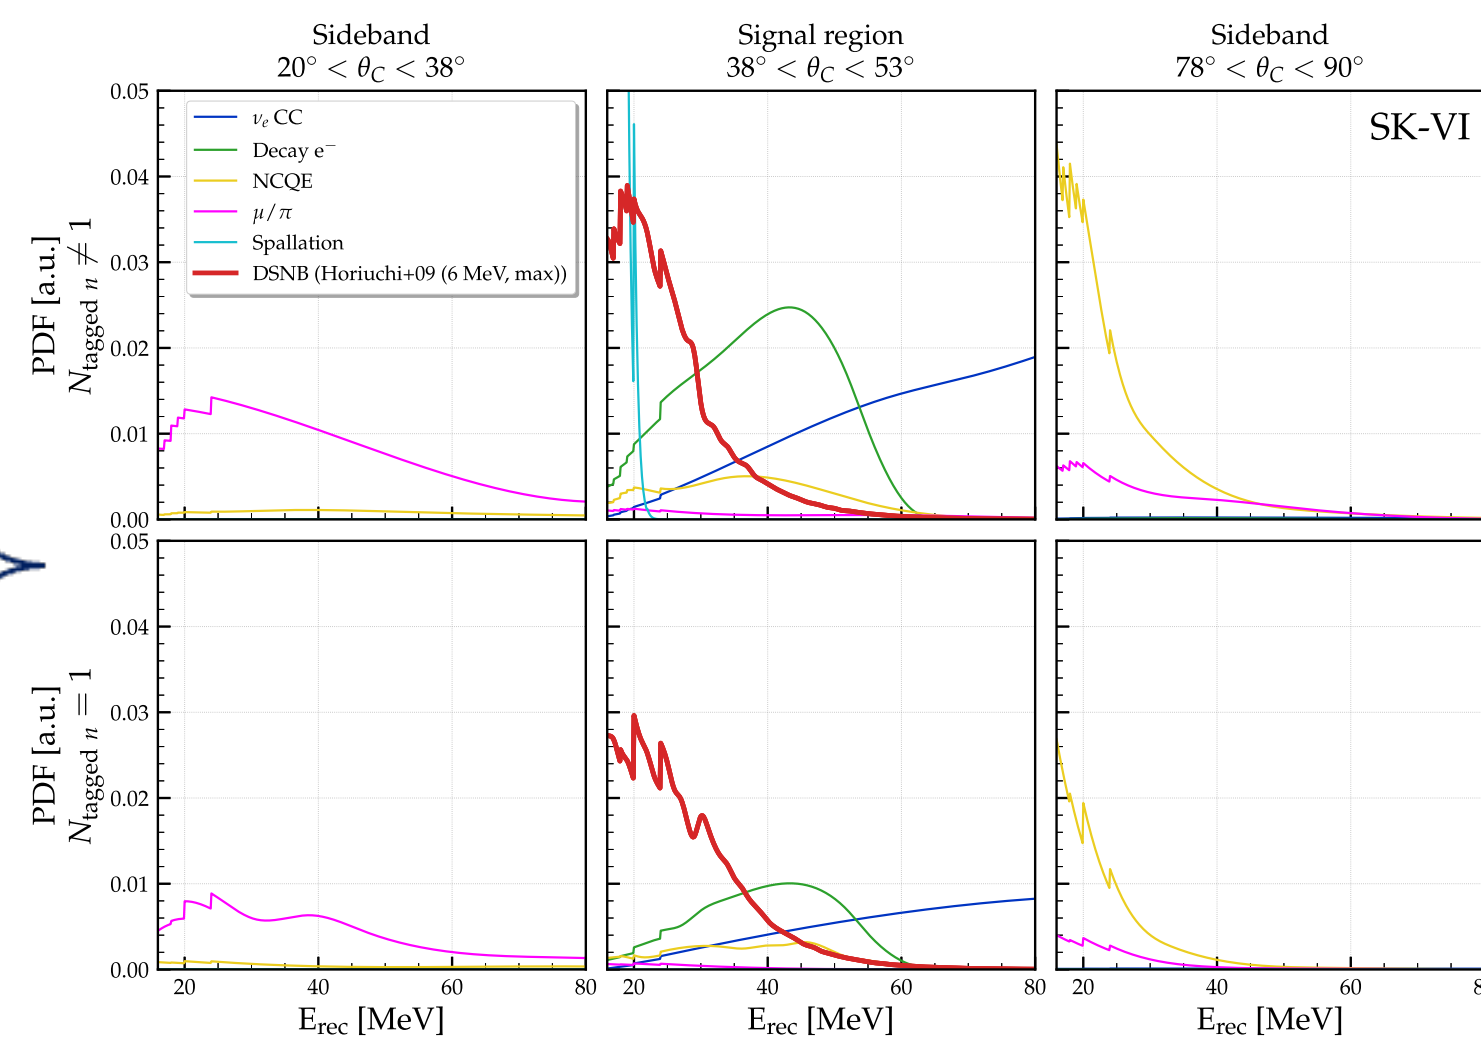 Sideband
20° < θ_C < 38°
Signal region
38° < θ_C < 53°
Sideband
78° < θ_C < 90°
PDF [a.u.]
N_tagged n ≠ 1
0.05
0.04
0.03
0.02
0.01
0.00
ν_e CC
Decay e⁻
NCQE
μ/π
Spallation
DSNB (Horiuchi+09 (6 MeV, max))
SK-VI
PDF [a.u.]
N_tagged n = 1
0.05
0.04
0.03
0.02
0.01
0.00
20 40 60
20 40 60
20 40 60 80
E_rec [MeV]
E_rec [MeV]
E_rec [MeV]